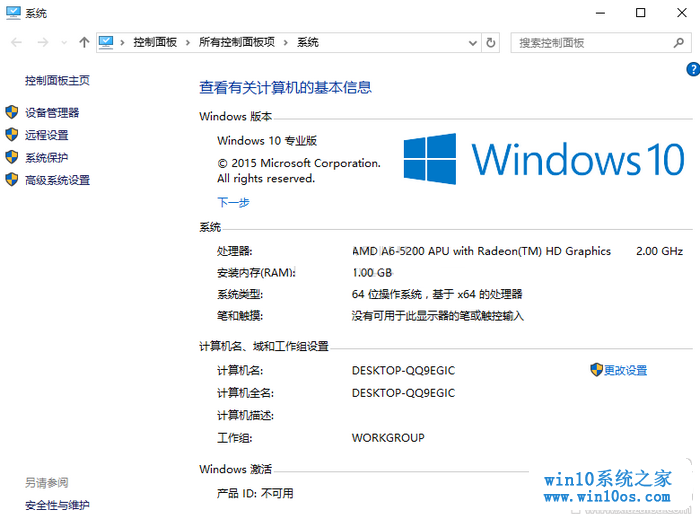 系统
控制面板 › 所有控制面板项 › 系统
搜索控制面板
控制面板主页
设备管理器
远程设置
系统保护
高级系统设置
查看有关计算机的基本信息
Windows 版本
Windows 10 专业版
© 2015 Microsoft Corporation.
All rights reserved.
下一步
Windows 10
系统
处理器: AMD A6-5200 APU with Radeon(TM) HD Graphics 2.00 GHz
安装内存(RAM): 1.00 GB
系统类型: 64 位操作系统，基于 x64 的处理器
笔和触摸: 没有可用于此显示器的笔或触控输入
计算机名、域和工作组设置
计算机名: DESKTOP-QQ9EGIC
更改设置
计算机全名: DESKTOP-QQ9EGIC
计算机描述:
工作组: WORKGROUP
Windows 激活
产品 ID: 不可用
另请参阅
安全性与维护
win10系统之家
www.win10os.com